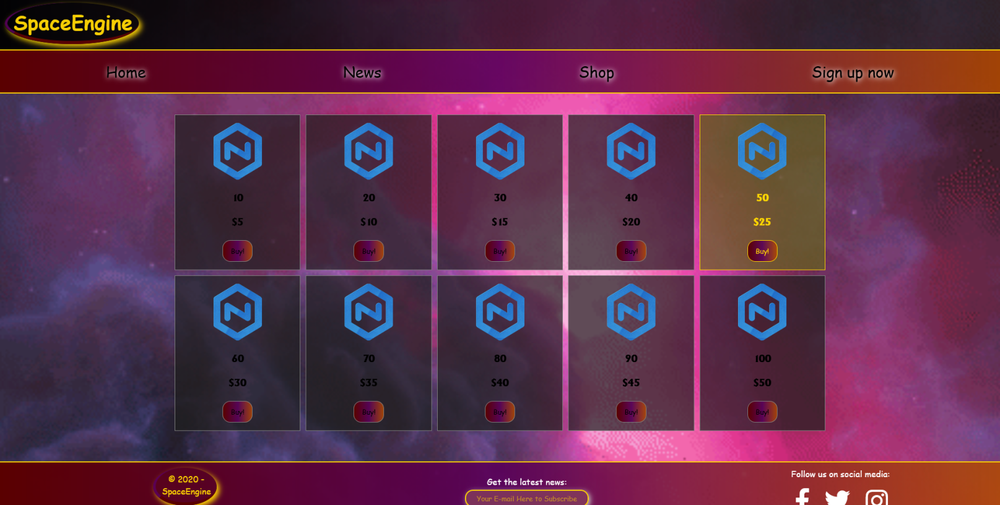 SpaceEngine
Home News Shop Sign up now
10 20 30 40 50
$5 $10 $15 $20 $25
Buy! Buy! Buy! Buy! Buy!
60 70 80 90 100
$30 $35 $40 $45 $50
Buy! Buy! Buy! Buy! Buy!
© 2020 -
SpaceEngine
Get the latest news:
Your E-mail Here to Subscribe
Follow us on social media: